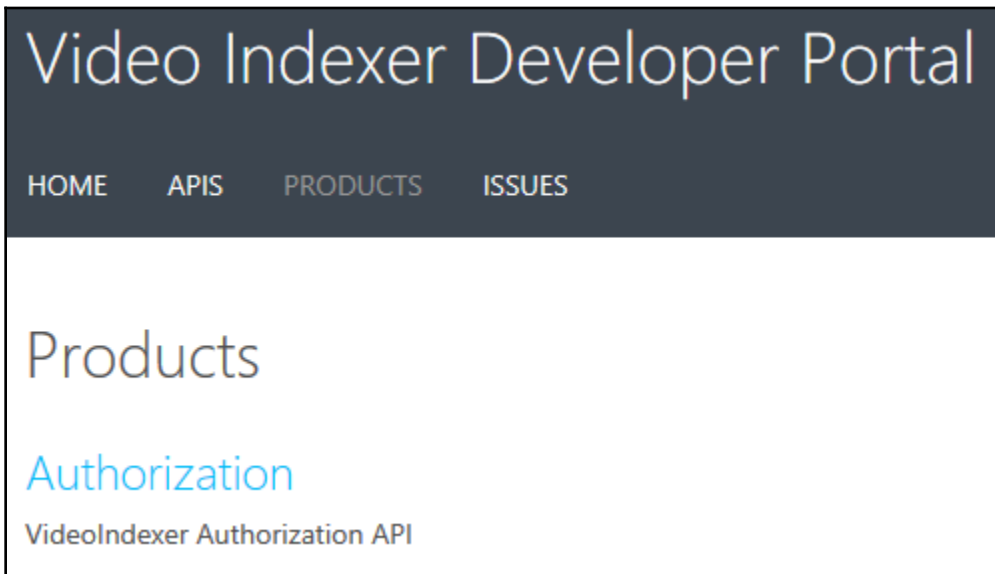 Video Indexer Developer Portal
HOME APIS PRODUCTS ISSUES
Products
Authorization
VideoIndexer Authorization API